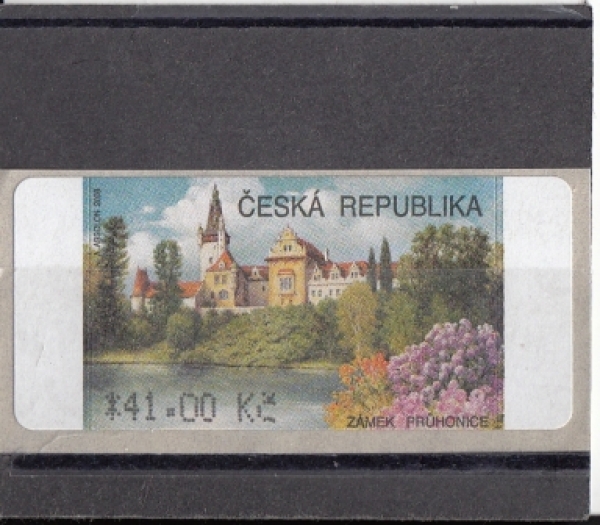 ČESKÁ REPUBLIKA
*41.00 Kč
ZÁMEK PRŮHONICE